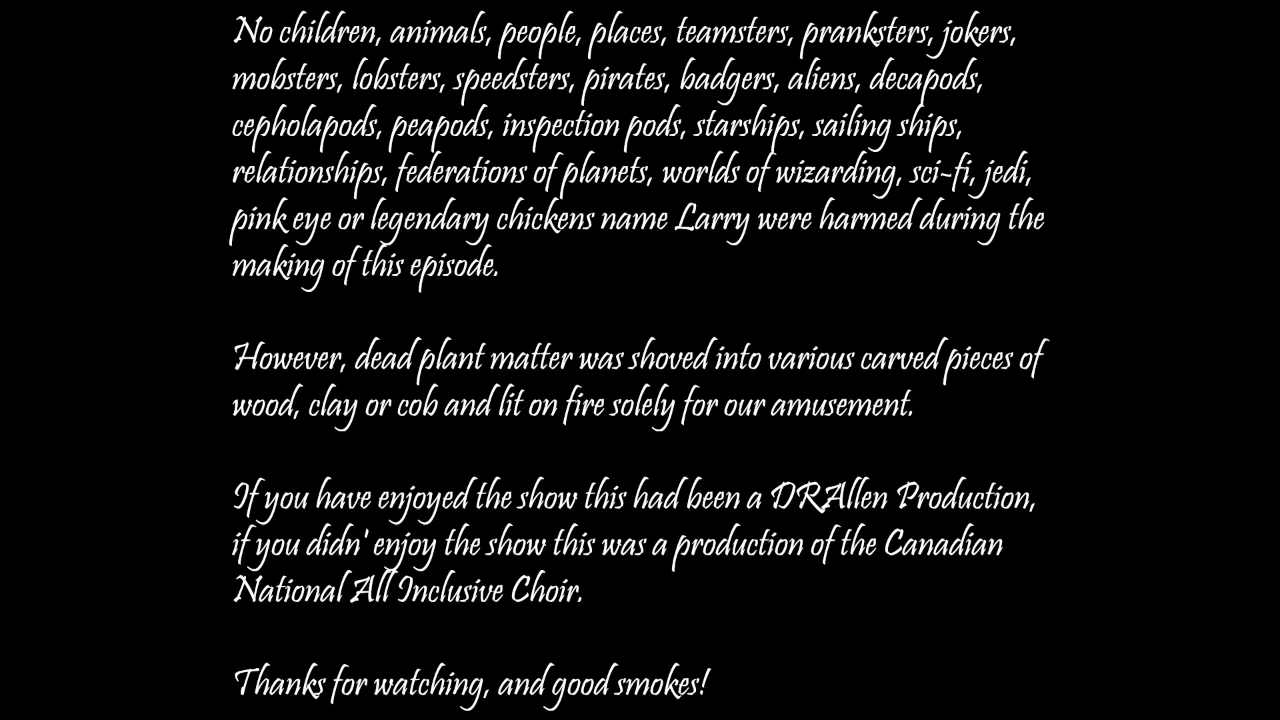 No children, animals, people, places, teamsters, pranksters, jokers,
mobsters, lobsters, speedsters, pirates, badgers, aliens, decapods,
cepholapods, peapods, inspection pods, starships, sailing ships,
relationships, federations of planets, worlds of wizarding, sci-fi, jedi,
pink eye or legendary chickens name Larry were harmed during the
making of this episode.
However, dead plant matter was shoved into various carved pieces of
wood, clay or cob and lit on fire solely for our amusement.
If you have enjoyed the show this had been a DRAllen Production,
if you didn' enjoy the show this was a production of the Canadian
National All Inclusive Choir.
Thanks for watching, and good smokes!